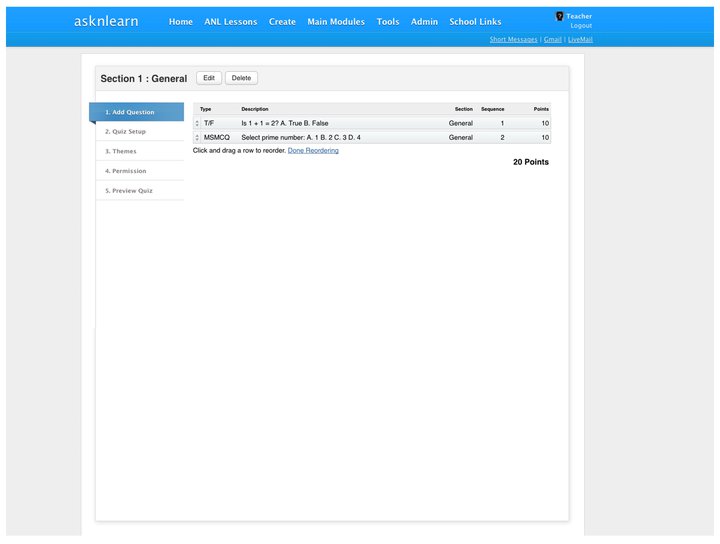 asknlearn Home ANL Lessons Create Main Modules Tools Admin School Links Teacher
Logout
Short Messages | Gmail | LiveMail
Section 1 : General Edit Delete
1. Add Question
2. Quiz Setup
3. Themes
4. Permission
5. Preview Quiz
Type Description Section Sequence Points
T/F Is 1 + 1 = 2? A. True B. False General 1 10
MSMCQ Select prime number: A. 1 B. 2 C. 3 D. 4 General 2 10
Click and drag a row to reorder. Done Reordering
20 Points